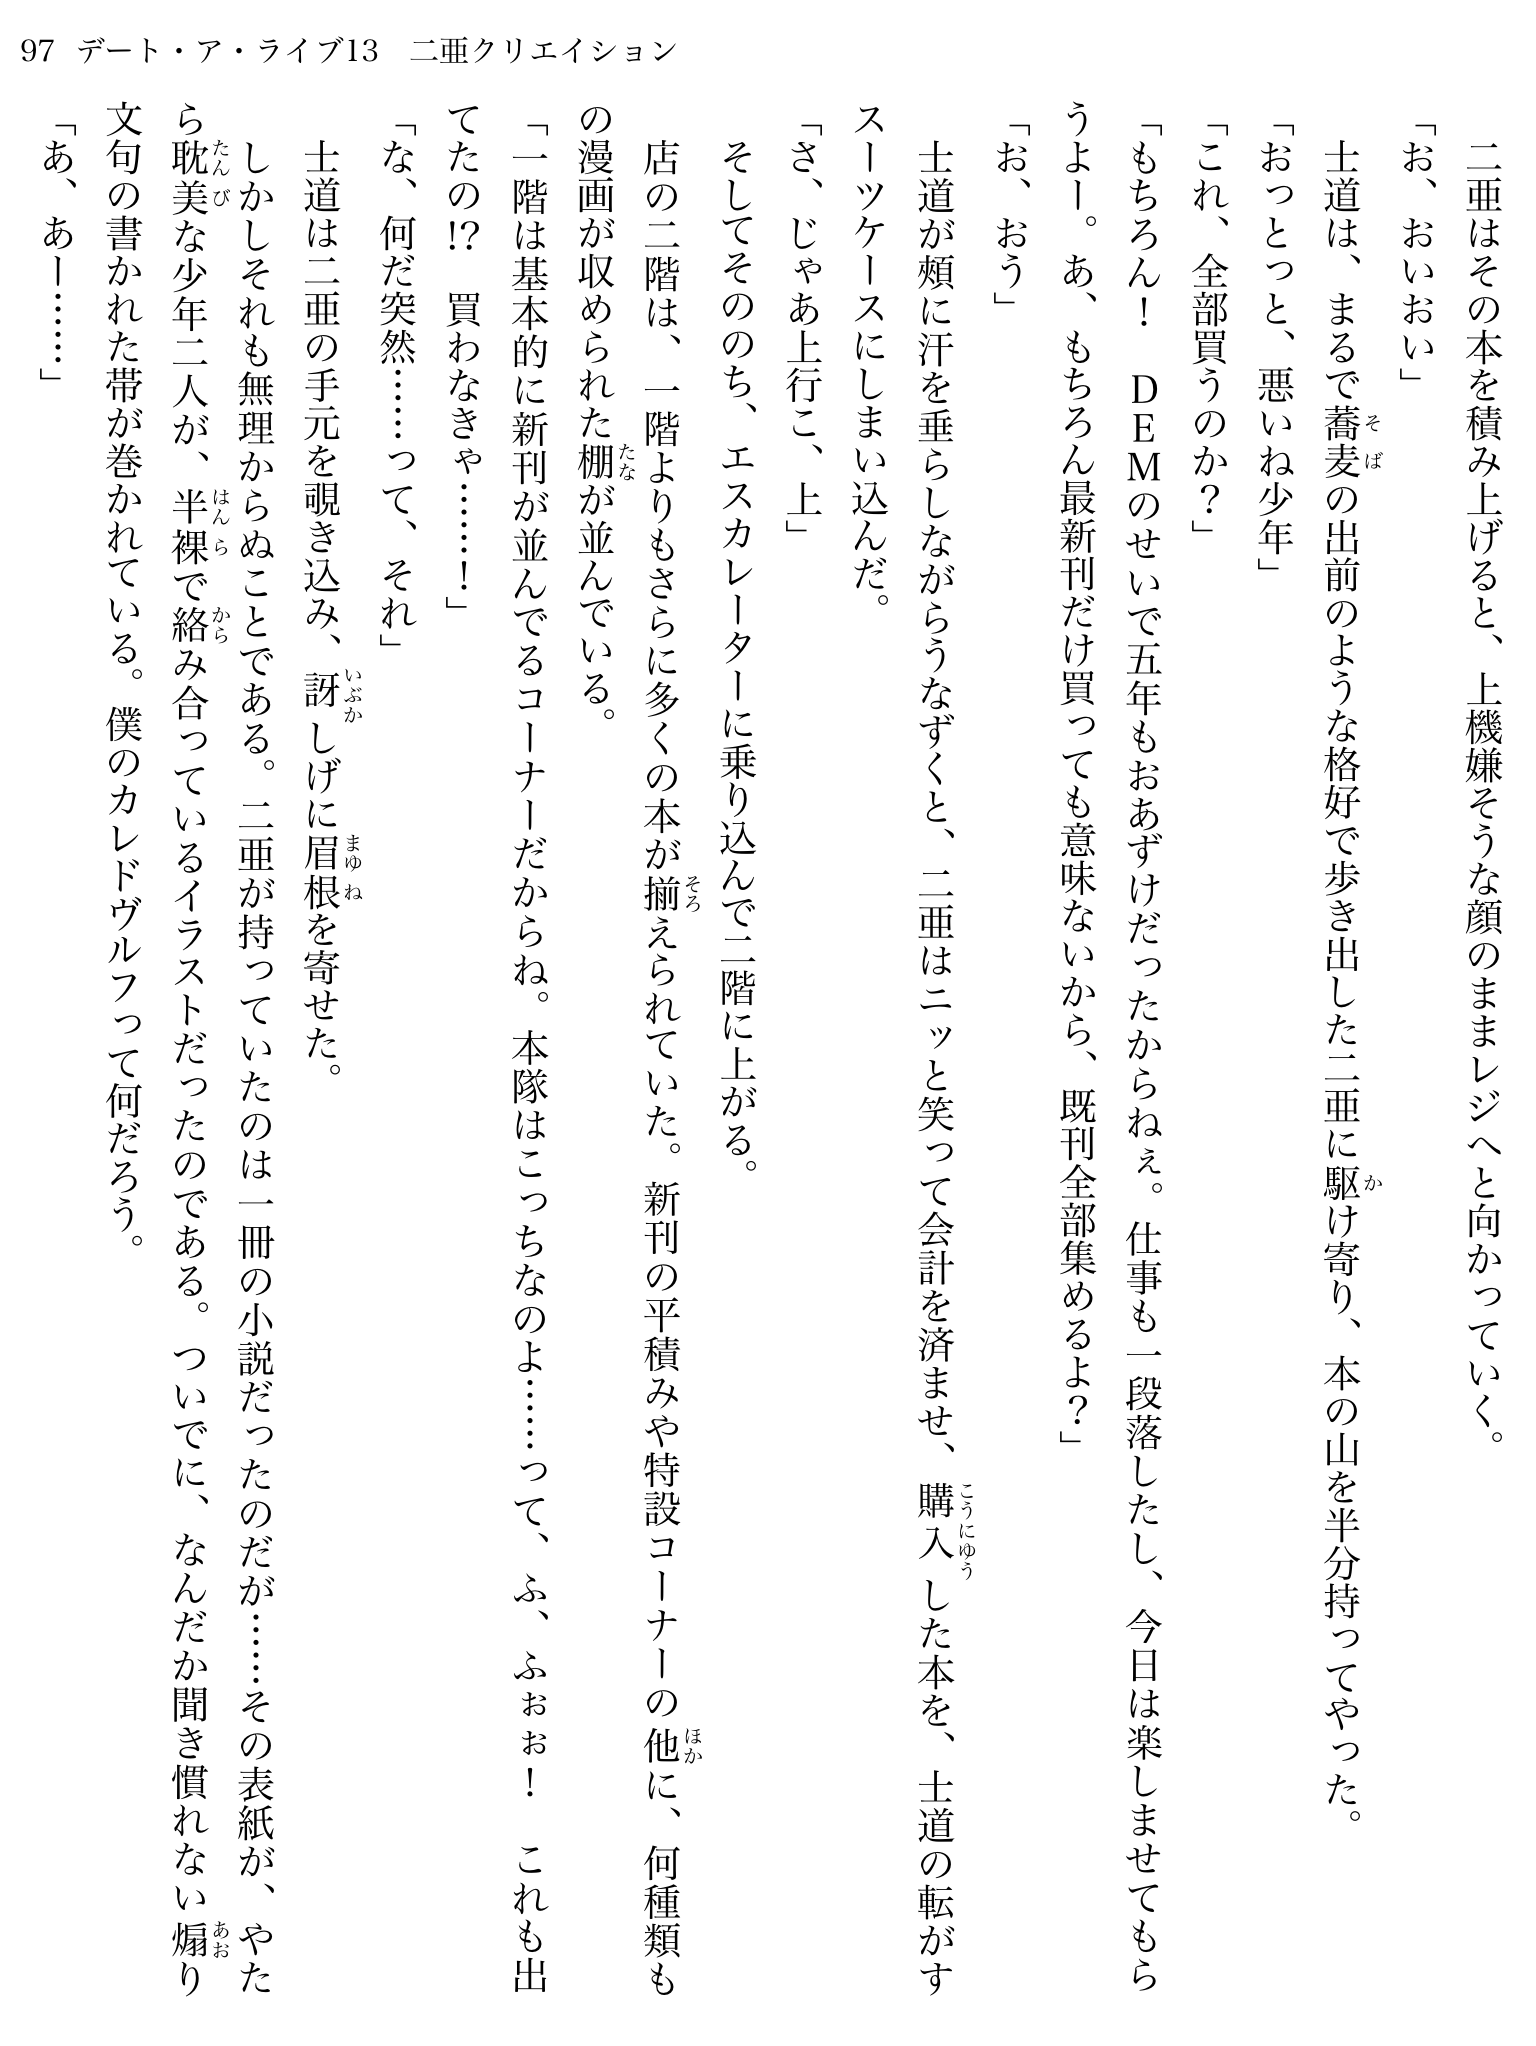 97 デート・ア・ライブ13　二亜クリエイション
　二亜はその本を積み上げると、上機嫌そうな顔のままレジへと向かっていく。
「お、おいおい」
　士道は、まるで蕎麦の出前のような格好で歩き出した二亜に駆け寄り、本の山を半分持ってやった。
「おっとっと、悪いね少年」
「これ、全部買うのか？」
「もちろん！　DEMのせいで五年もおあずけだったからねぇ。仕事も一段落したし、今日は楽しませてもら
うよー。あ、もちろん最新刊だけ買っても意味ないから、既刊全部集めるよ？」
「お、おう」
　士道が頰に汗を垂らしながらうなずくと、二亜はニッと笑って会計を済ませ、購入した本を、士道の転がす
スーツケースにしまい込んだ。
「さ、じゃあ上行こ、上」
　そしてそののち、エスカレーターに乗り込んで二階に上がる。
　店の二階は、一階よりもさらに多くの本が揃えられていた。新刊の平積みや特設コーナーの他に、何種類も
の漫画が収められた棚が並んでいる。
「一階は基本的に新刊が並んでるコーナーだからね。本隊はこっちなのよ……って、ふ、ふぉぉ！　これも出
てたの!?　買わなきゃ……！」
「な、何だ突然……って、それ」
　士道は二亜の手元を覗き込み、訝しげに眉根を寄せた。
　しかしそれも無理からぬことである。二亜が持っていたのは一冊の小説だったのだが……その表紙が、やた
ら耽美な少年二人が、半裸で絡み合っているイラストだったのである。ついでに、なんだか聞き慣れない煽り
文句の書かれた帯が巻かれている。僕のカレドヴルフって何だろう。
「あ、あー……」